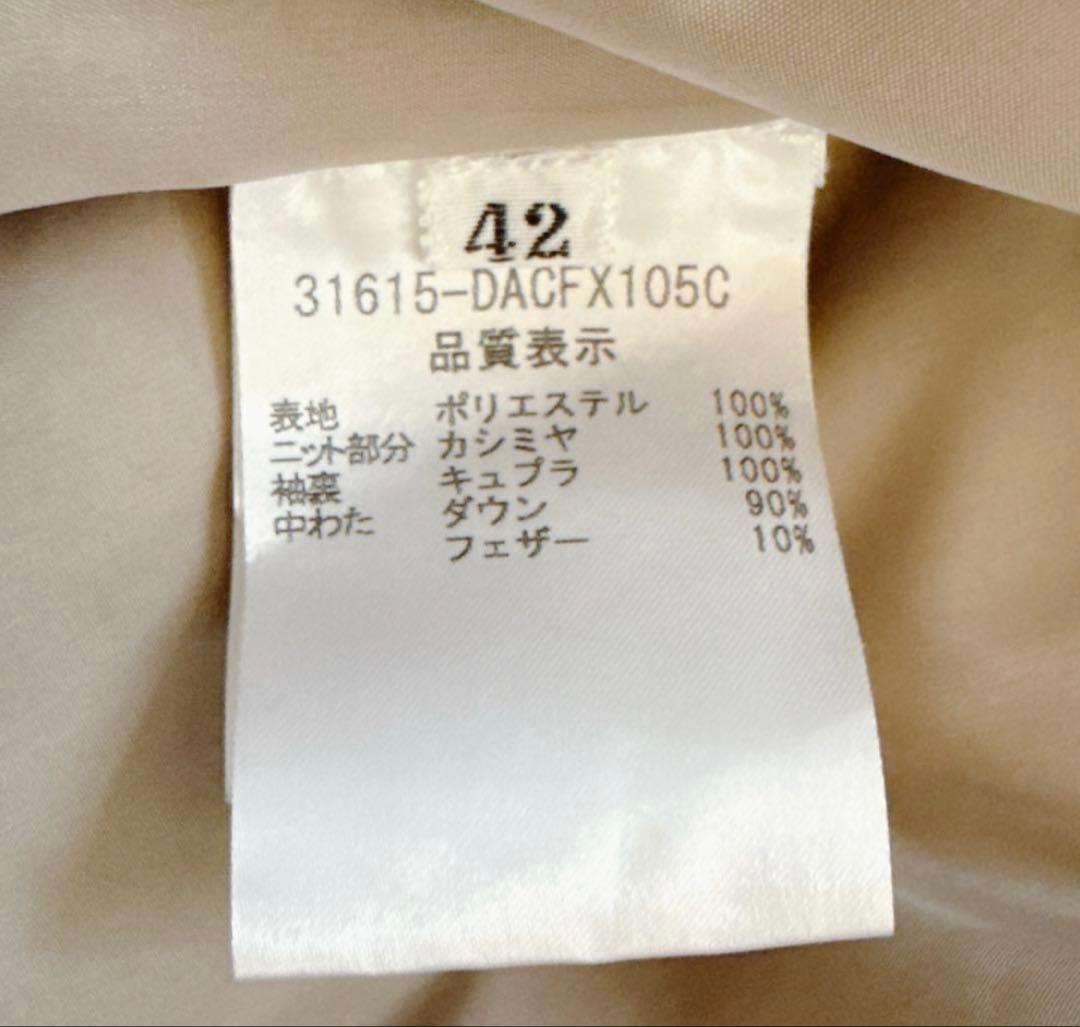 42
31615-DACFX105C
品質表示
表地 ポリエステル 100%
ニット部分 カシミヤ 100%
袖裏 キュプラ 100%
中わた ダウン 90%
フェザー 10%